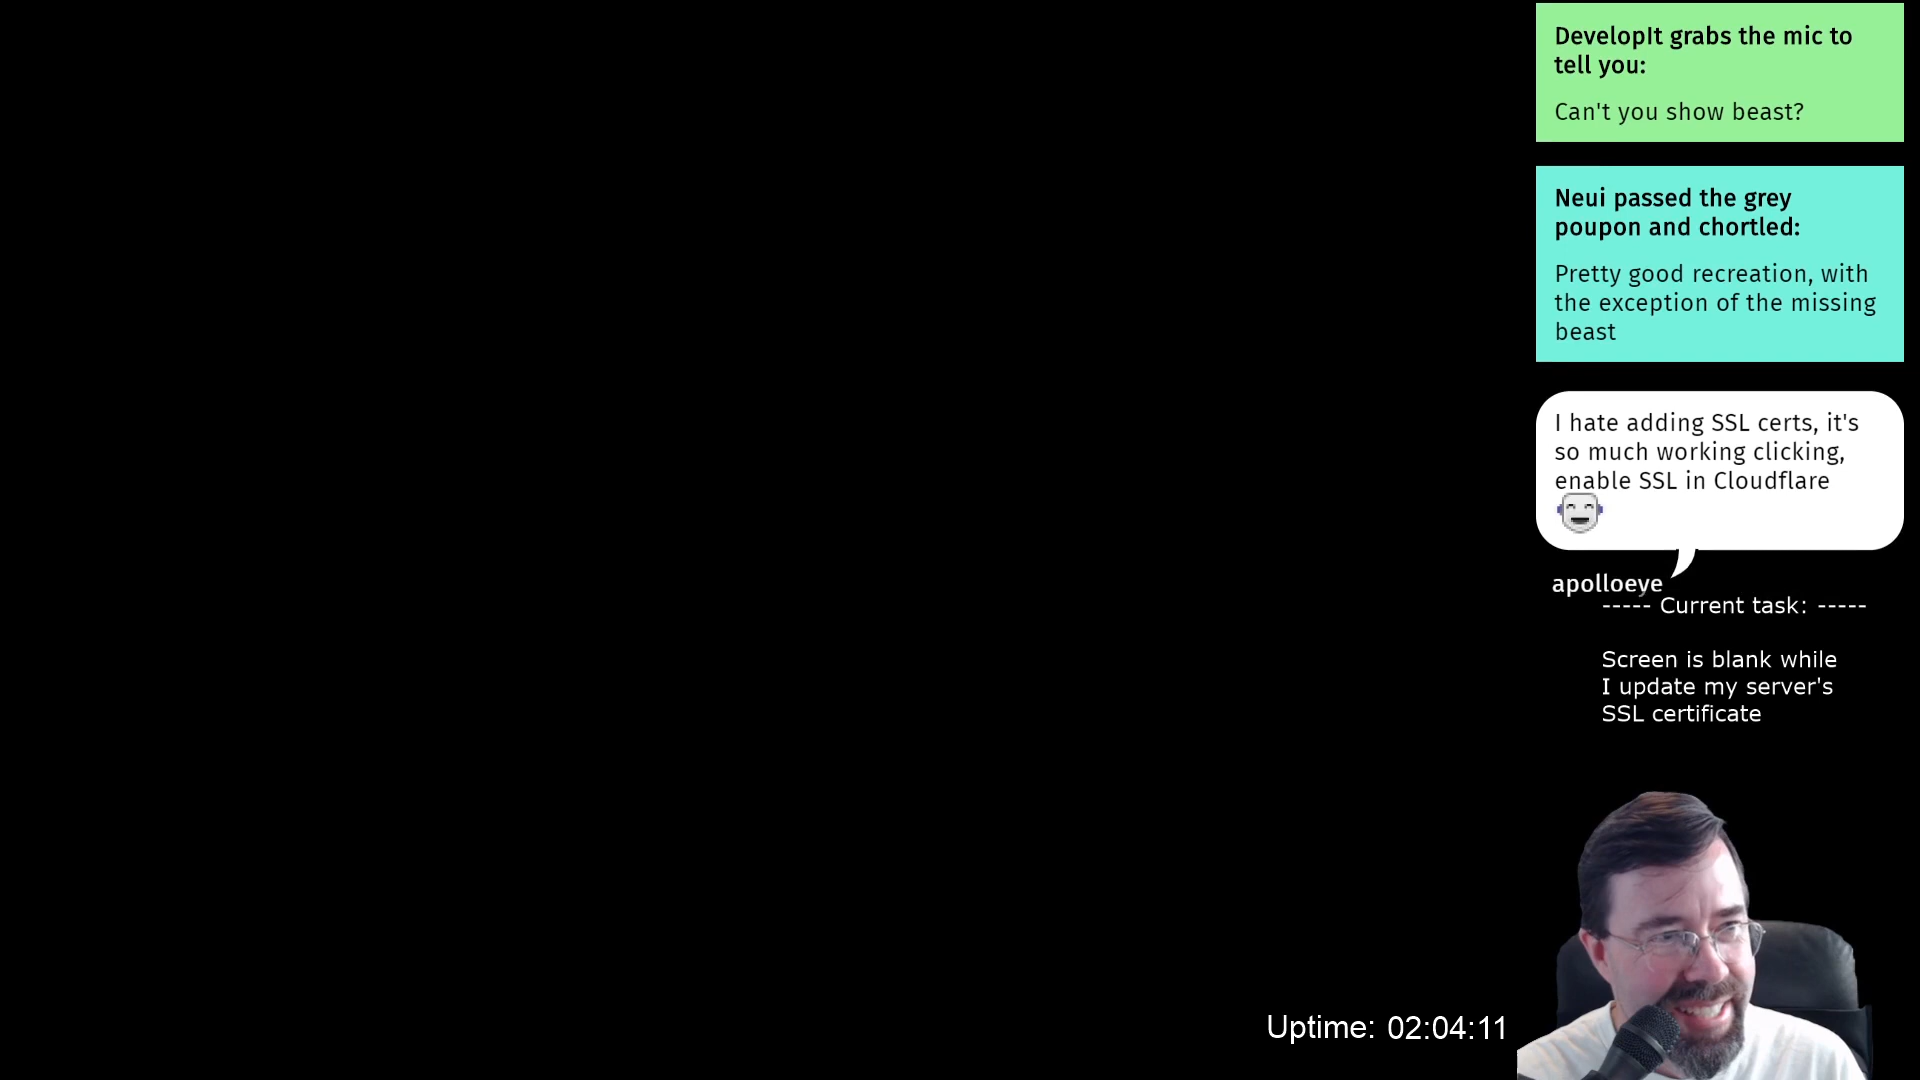 DevelopIt grabs the mic to
tell you:
Can't you show beast?
Neui passed the grey
poupon and chortled:
Pretty good recreation, with
the exception of the missing
beast
I hate adding SSL certs, it's
so much working clicking,
enable SSL in Cloudflare
apolloeye
----- Current task: -----
Screen is blank while
I update my server's
SSL certificate
Uptime: 02:04:11